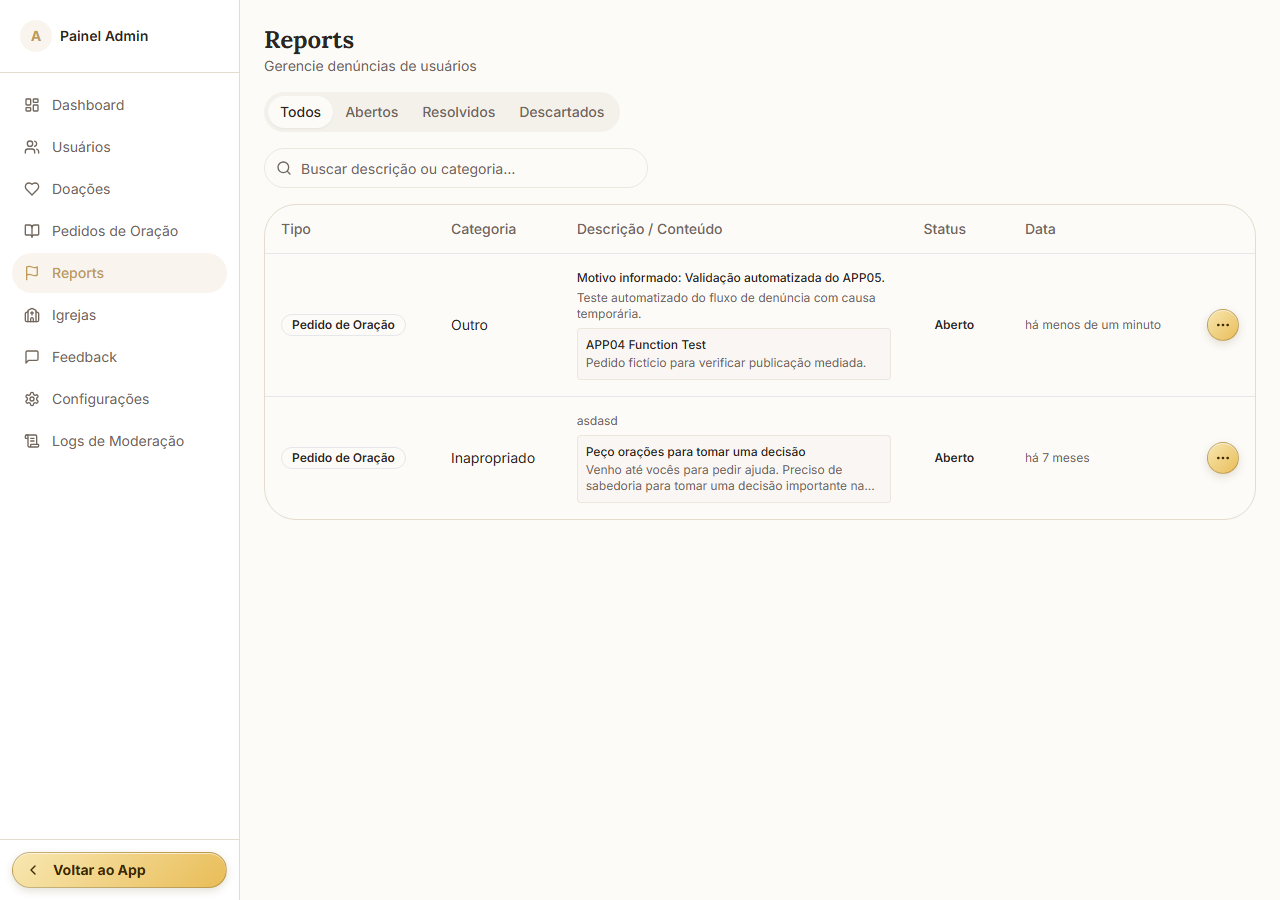 A Painel Admin
Dashboard
Usuários
Doações
Pedidos de Oração
Reports
Igrejas
Feedback
Configurações
Logs de Moderação
Voltar ao App
Reports
Gerencie denúncias de usuários
Todos Abertos Resolvidos Descartados
Buscar descrição ou categoria...
Tipo Categoria Descrição / Conteúdo Status Data
Pedido de Oração
Outro
Motivo informado: Validação automatizada do APP05.
Teste automatizado do fluxo de denúncia com causa
temporária.
APP04 Function Test
Pedido fictício para verificar publicação mediada.
Aberto
há menos de um minuto
Pedido de Oração
Inapropriado
asdasd
Peço orações para tomar uma decisão
Venho até vocês para pedir ajuda. Preciso de
sabedoria para tomar uma decisão importante na...
Aberto
há 7 meses